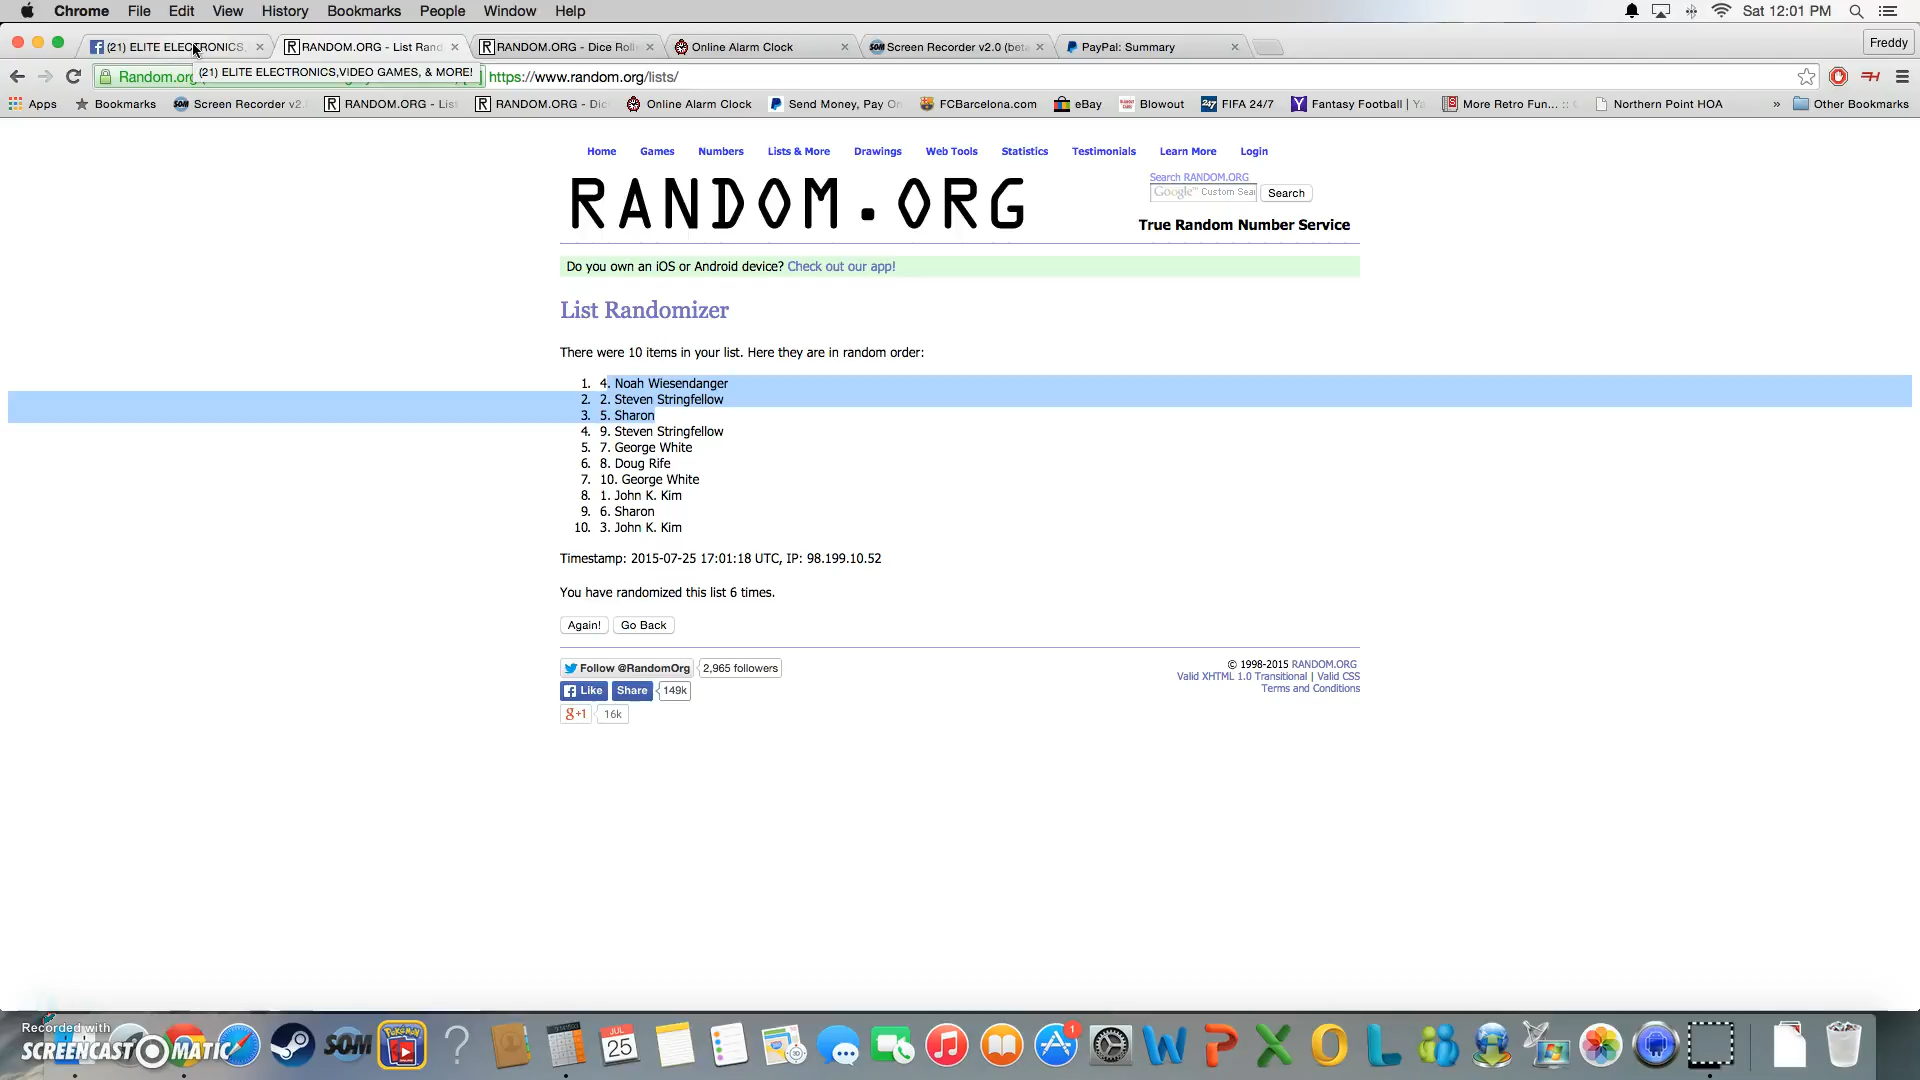 Chrome File Edit View History Bookmarks People Window Help Sat 12:01 PM
(21) ELITE ELECTRONICS, RANDOM.ORG - List Rand RANDOM.ORG - Dice Roll Online Alarm Clock Screen Recorder v2.0 (beta PayPal: Summary Freddy
Random.org (21) ELITE ELECTRONICS,VIDEO GAMES, & MORE! https://www.random.org/lists/
Apps Bookmarks Screen Recorder v2. RANDOM.ORG - Lis RANDOM.ORG - Dic Online Alarm Clock Send Money, Pay On FCBarcelona.com eBay Blowout FIFA 24/7 Fantasy Football | Ya More Retro Fun... :: Northern Point HOA » Other Bookmarks
Home Games Numbers Lists & More Drawings Web Tools Statistics Testimonials Learn More Login
RANDOM.ORG
Search RANDOM.ORG
Google™ Custom Sear Search
True Random Number Service
Do you own an iOS or Android device? Check out our app!
List Randomizer
There were 10 items in your list. Here they are in random order:
1. 4. Noah Wiesendanger
2. 2. Steven Stringfellow
3. 5. Sharon
4. 9. Steven Stringfellow
5. 7. George White
6. 8. Doug Rife
7. 10. George White
8. 1. John K. Kim
9. 6. Sharon
10. 3. John K. Kim
Timestamp: 2015-07-25 17:01:18 UTC, IP: 98.199.10.52
You have randomized this list 6 times.
Again! Go Back
Follow @RandomOrg 2,965 followers
Like Share 149k
g+1 16k
© 1998-2015 RANDOM.ORG
Valid XHTML 1.0 Transitional | Valid CSS
Terms and Conditions
Recorded with
SCREENCAST MATIC
SOM
JUL
25
1